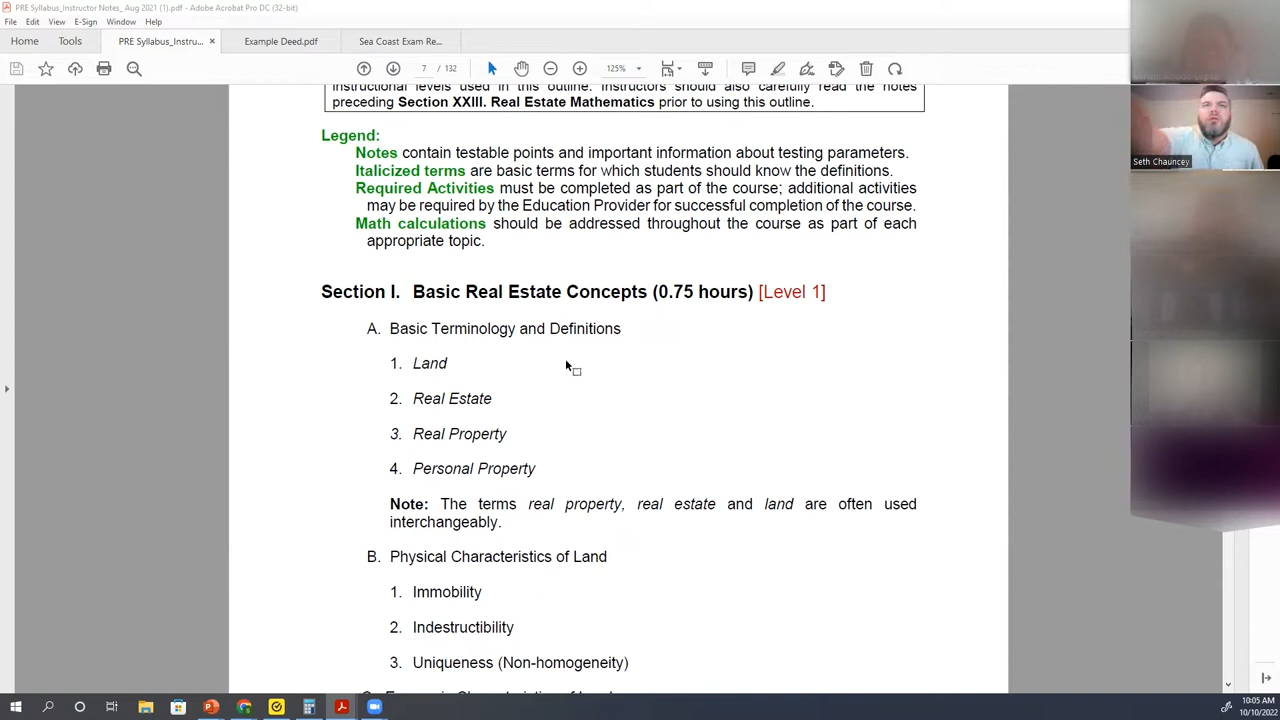 PRE Syllabus_Instructor Notes_ Aug 2021 (1).pdf - Adobe Acrobat Pro DC (32-bit)
File Edit View E-Sign Window Help
Home Tools PRE Syllabus_Instru... × Example Deed.pdf Sea Coast Exam Re...
7 / 132 125%
instructional levels used in this outline. Instructors should also carefully read the notes
preceding Section XXIII. Real Estate Mathematics prior to using this outline.
Legend:
Notes contain testable points and important information about testing parameters.
Italicized terms are basic terms for which students should know the definitions.
Required Activities must be completed as part of the course; additional activities
may be required by the Education Provider for successful completion of the course.
Math calculations should be addressed throughout the course as part of each
appropriate topic.
Seth Chauncey
Section I. Basic Real Estate Concepts (0.75 hours) [Level 1]
A. Basic Terminology and Definitions
1. Land
2. Real Estate
3. Real Property
4. Personal Property
Note: The terms real property, real estate and land are often used
interchangeably.
B. Physical Characteristics of Land
1. Immobility
2. Indestructibility
3. Uniqueness (Non-homogeneity)
10:05 AM
10/10/2022